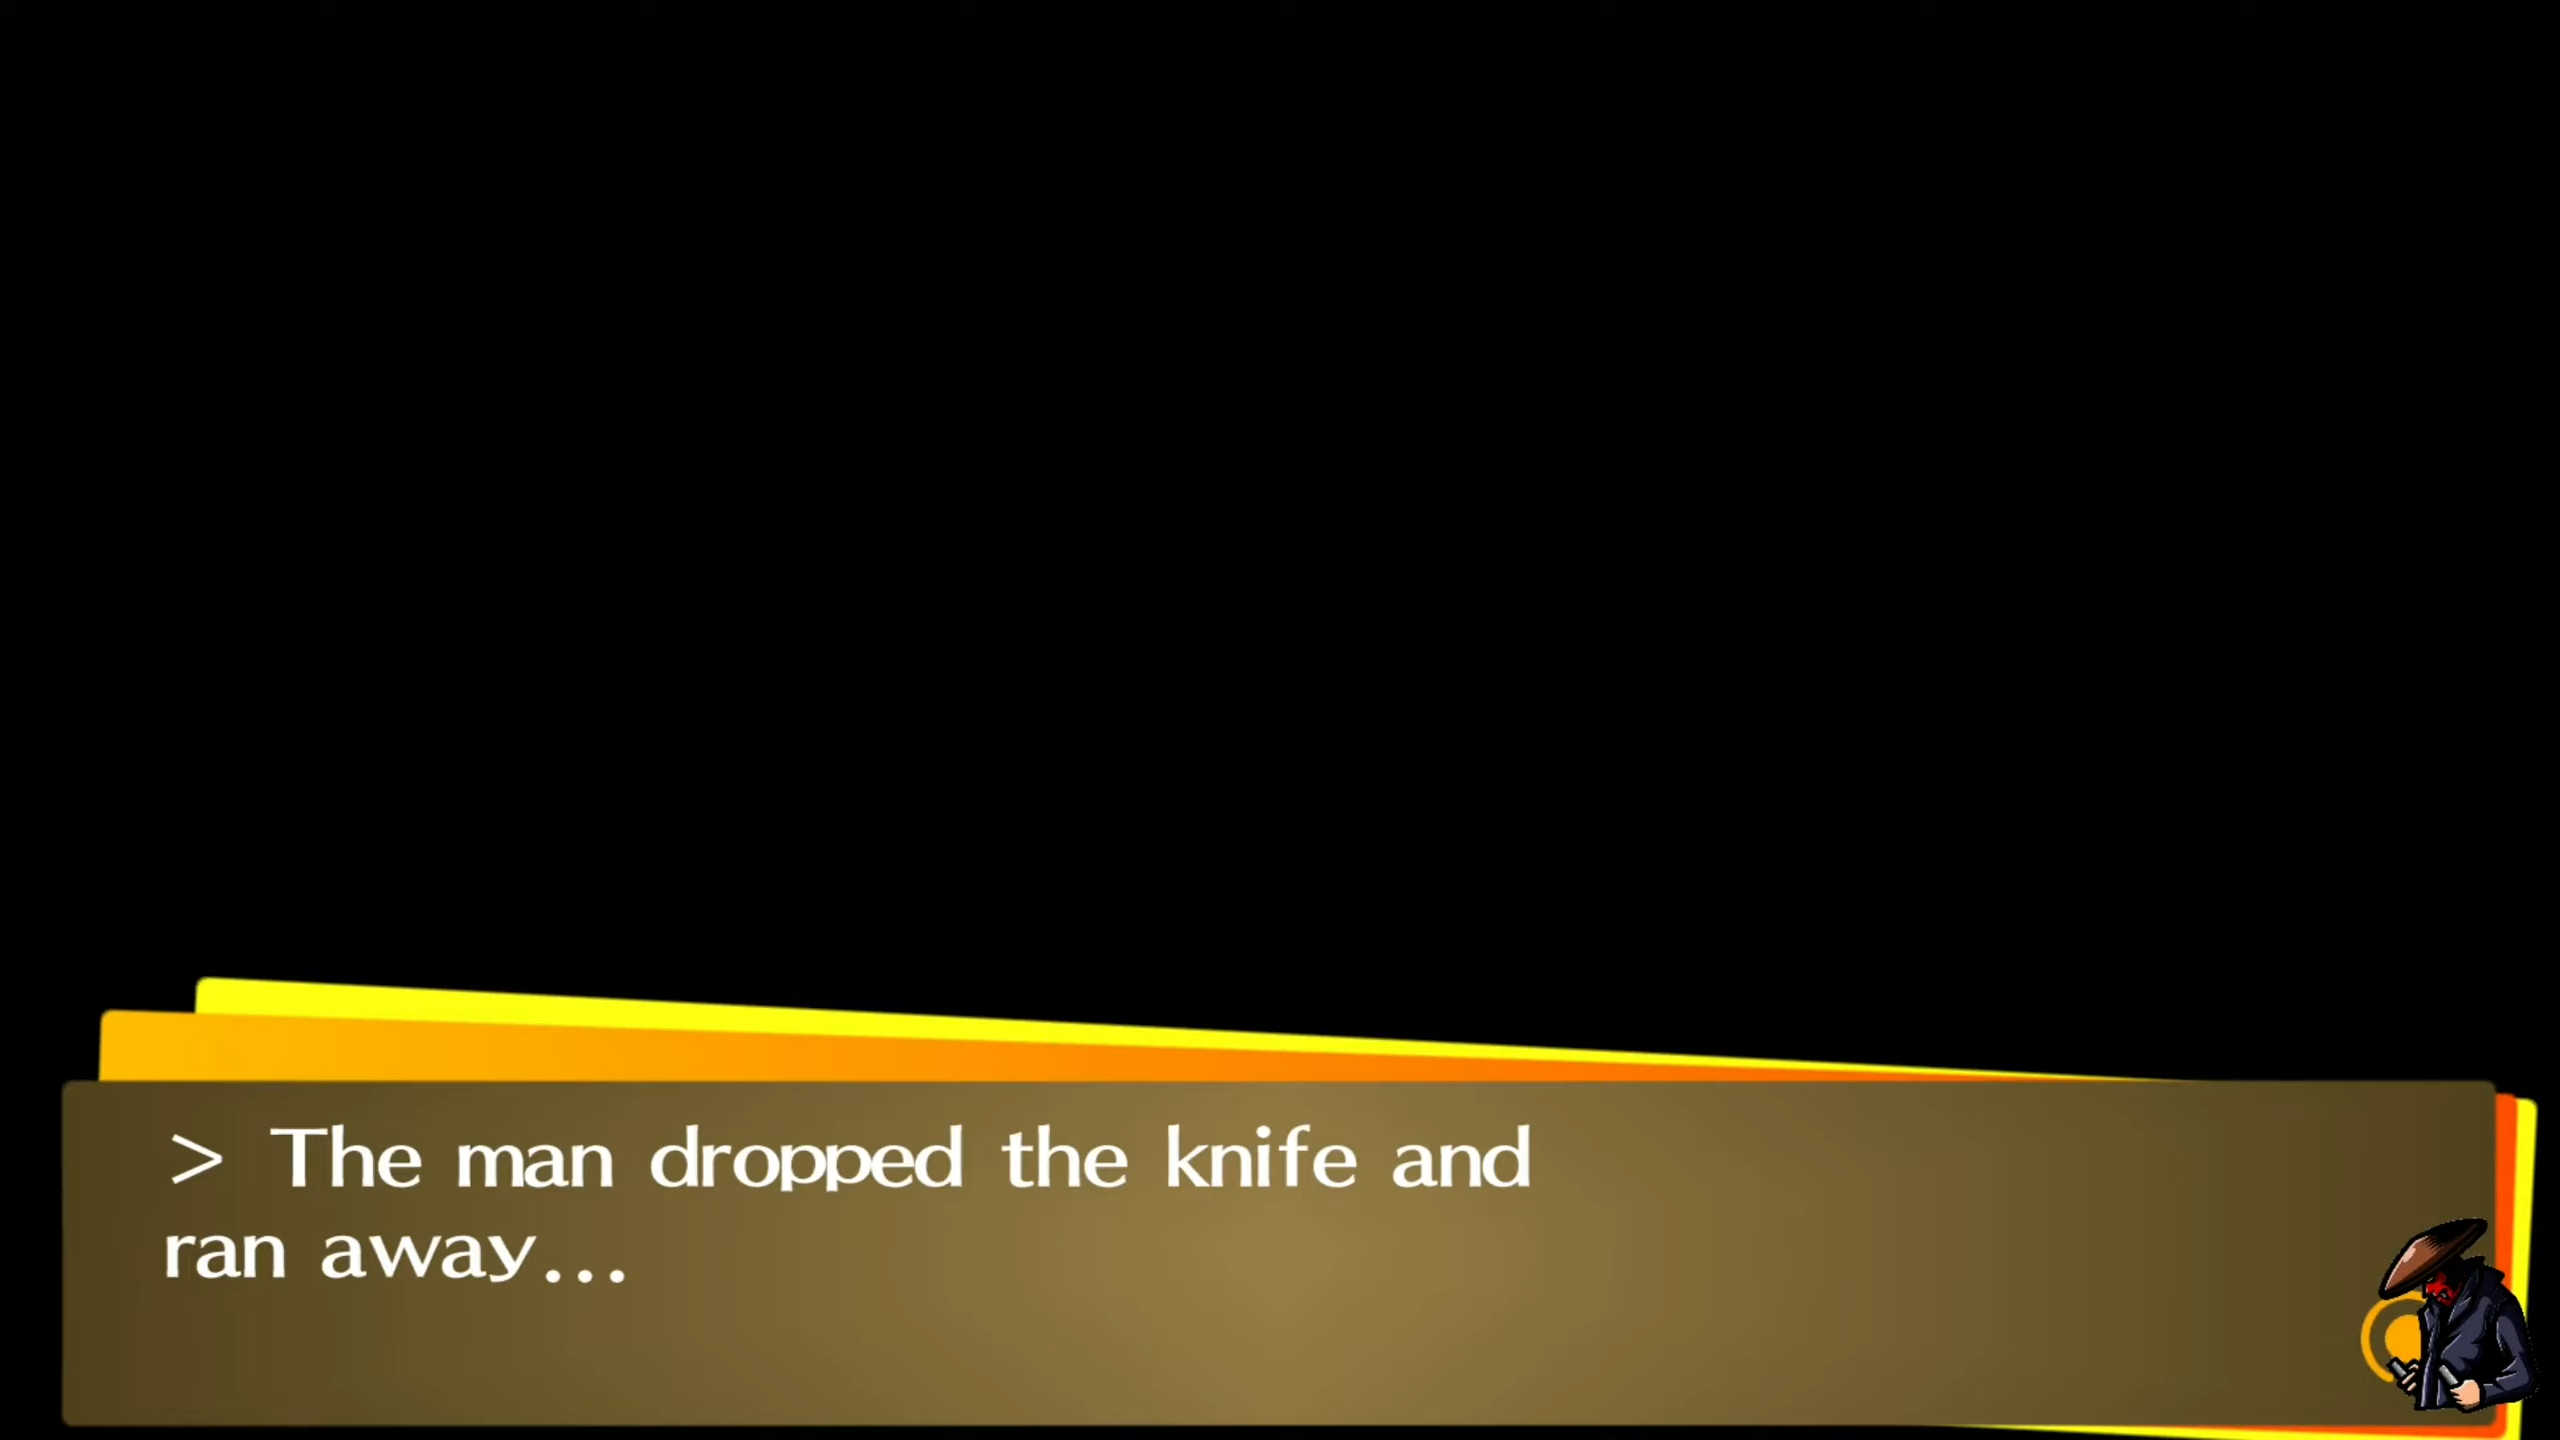 > The man dropped the knife and
ran away...